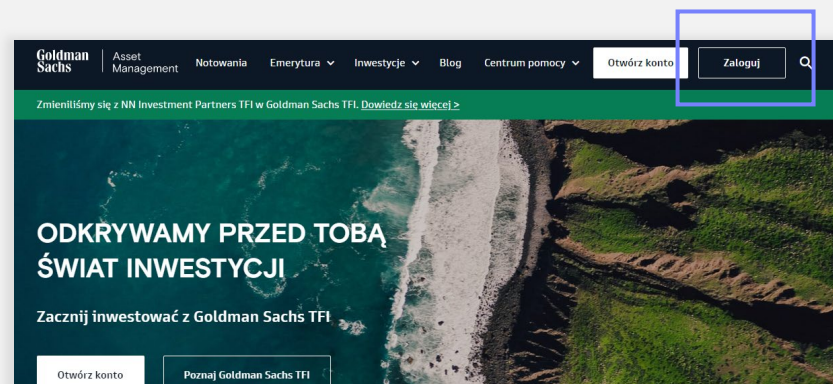 Goldman Sachs
Asset Management
Notowania
Emerytura
Inwestycje
Blog
Centrum pomocy
Otwórz konto
Zaloguj
Zmieniliśmy się z NN Investment Partners TFI w Goldman Sachs TFI. Dowiedz się więcej >
ODKRYWAMY PRZED TOBĄ
ŚWIAT INWESTYCJI
Zacznij inwestować z Goldman Sachs TFI
Otwórz konto
Poznaj Goldman Sachs TFI